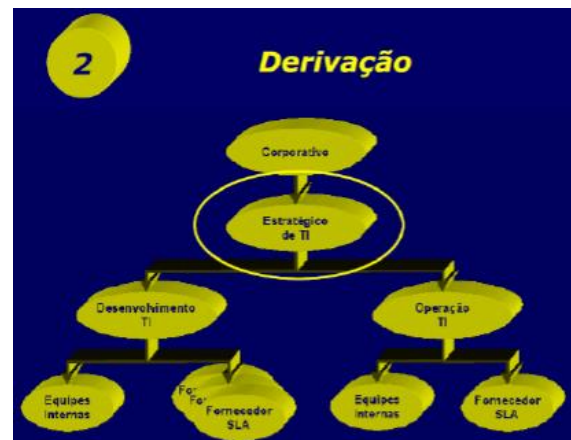 2
Derivação
Corporativo
Estratégico
de TI
Desenvolvimento
TI
Operação
TI
Equipes
Internas
Fornecedor
SLA
Equipes
Internas
Fornecedor
SLA